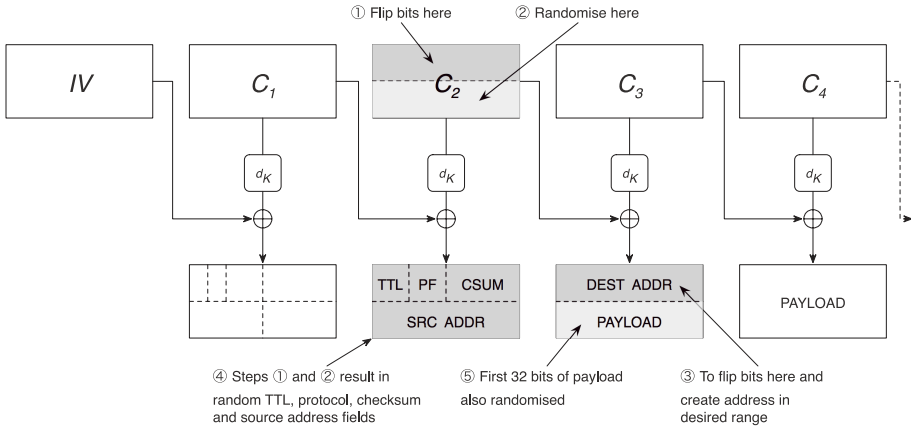 ① Flip bits here ② Randomise here
IV C1 C2 C3 C4
dK dK dK dK
TTL PF CSUM DEST ADDR
SRC ADDR PAYLOAD PAYLOAD
④ Steps ① and ② result in
random TTL, protocol, checksum
and source address fields
⑤ First 32 bits of payload
also randomised
③ To flip bits here and
create address in
desired range